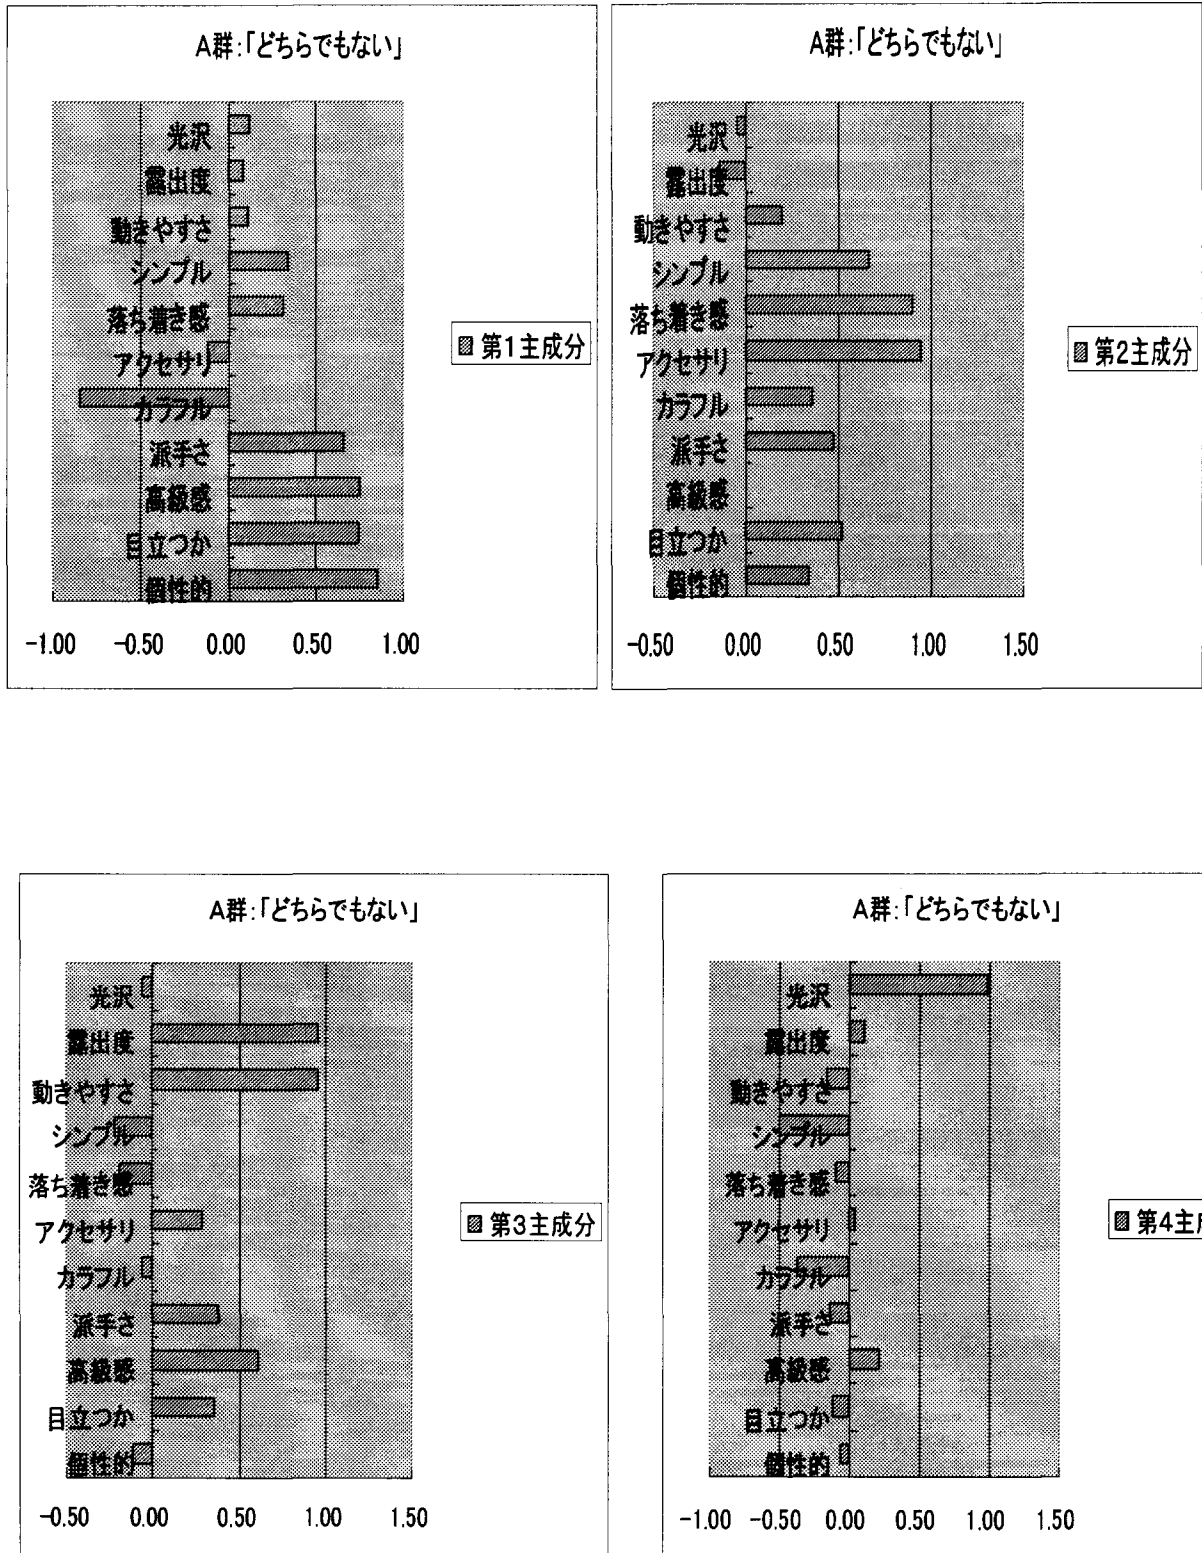 A群:「どちらでもない」
光沢
露出度
動きやすさ
シンプル
落ち着き感
アクセサリ
カラフル
派手さ
高級感
目立つか
個性的
-1.00 -0.50 0.00 0.50 1.00
第1主成分
A群:「どちらでもない」
光沢
露出度
動きやすさ
シンプル
落ち着き感
アクセサリ
カラフル
派手さ
高級感
目立つか
個性的
-0.50 0.00 0.50 1.00 1.50
第2主成分
A群:「どちらでもない」
光沢
露出度
動きやすさ
シンプル
落ち着き感
アクセサリ
カラフル
派手さ
高級感
目立つか
個性的
-0.50 0.00 0.50 1.00 1.50
第3主成分
A群:「どちらでもない」
光沢
露出度
動きやすさ
シンプル
落ち着き感
アクセサリ
カラフル
派手さ
高級感
目立つか
個性的
-1.00 -0.50 0.00 0.50 1.00 1.50
第4主